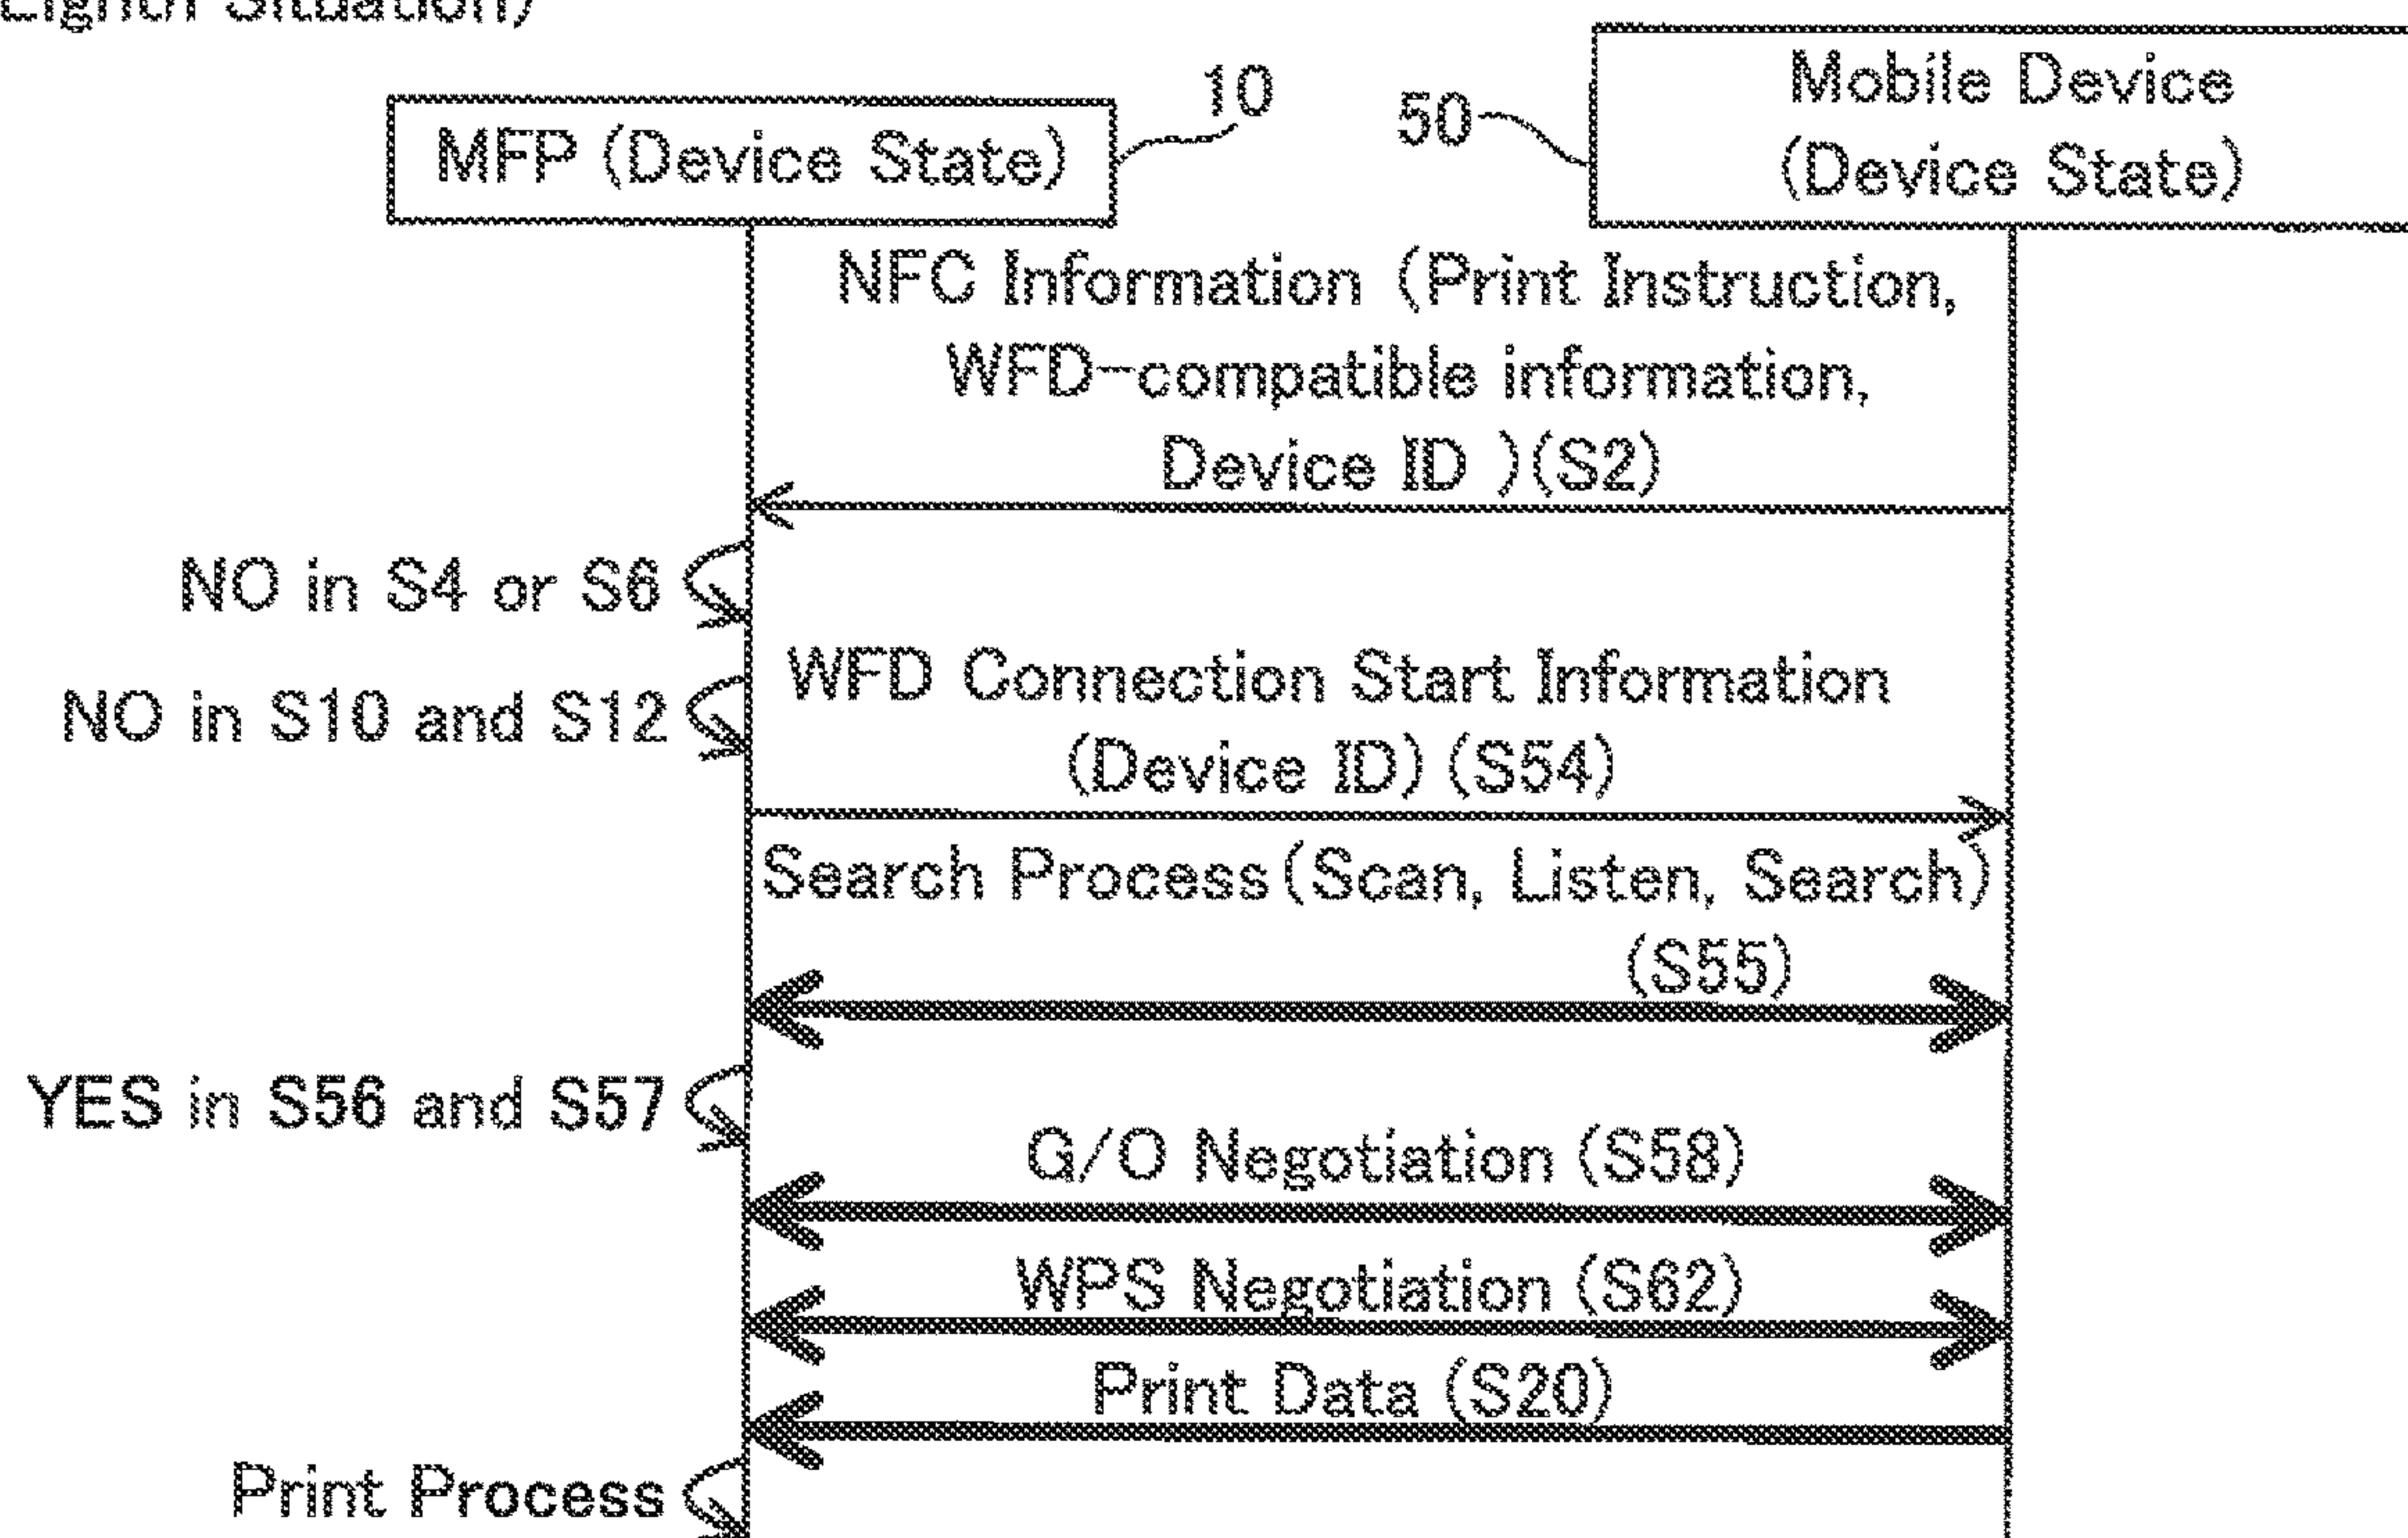 Eighth Situation)
10
50
MFP (Device State)
Mobile Device
(Device State)
NFC Information (Print Instruction,
WFD-compatible information,
Device ID )(S2)
NO in S4 or S6
WFD Connection Start Information
NO in S10 and S12
(Device ID) (S54)
Search Process(Scan, Listen, Search)
(S55)
YES in S56 and S57
G/O Negotiation (S58)
WPS Negotiation (S62)
Print Data (S20)
Print Process